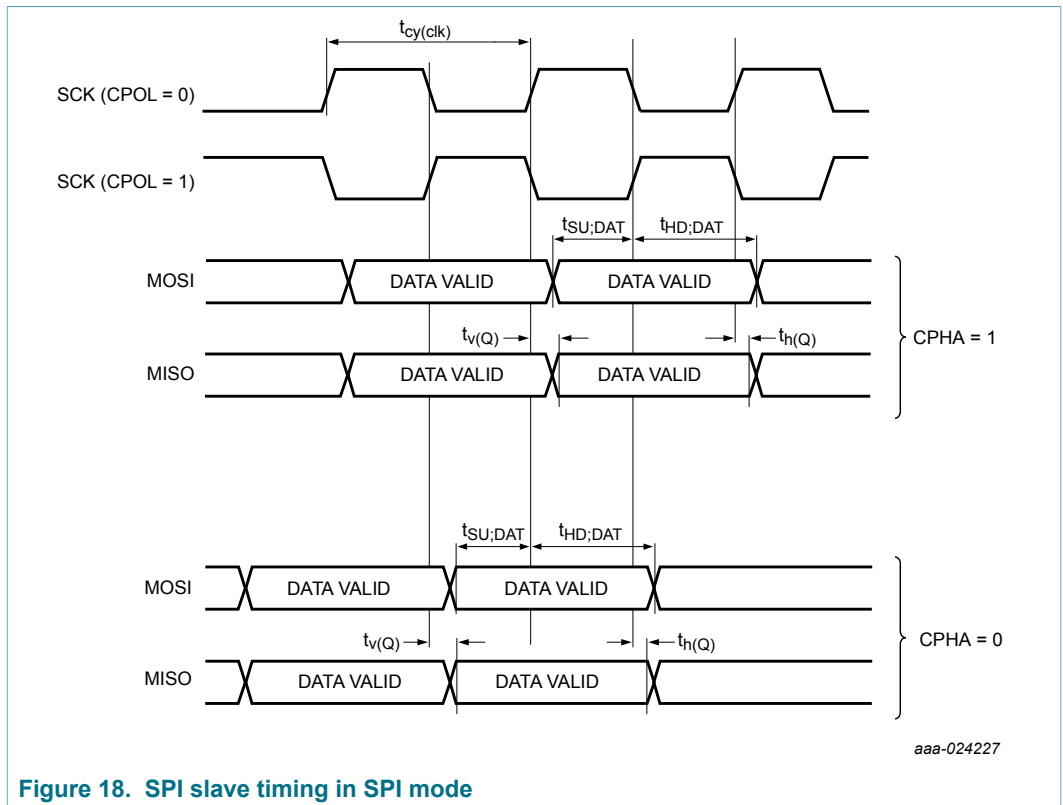 tcy(clk)
SCK (CPOL = 0)
SCK (CPOL = 1)
tSU;DAT tHD;DAT
MOSI DATA VALID DATA VALID
tv(Q) th(Q)
CPHA = 1
MISO DATA VALID DATA VALID
tSU;DAT tHD;DAT
MOSI DATA VALID DATA VALID
tv(Q) th(Q)
CPHA = 0
MISO DATA VALID DATA VALID
aaa-024227
Figure 18. SPI slave timing in SPI mode